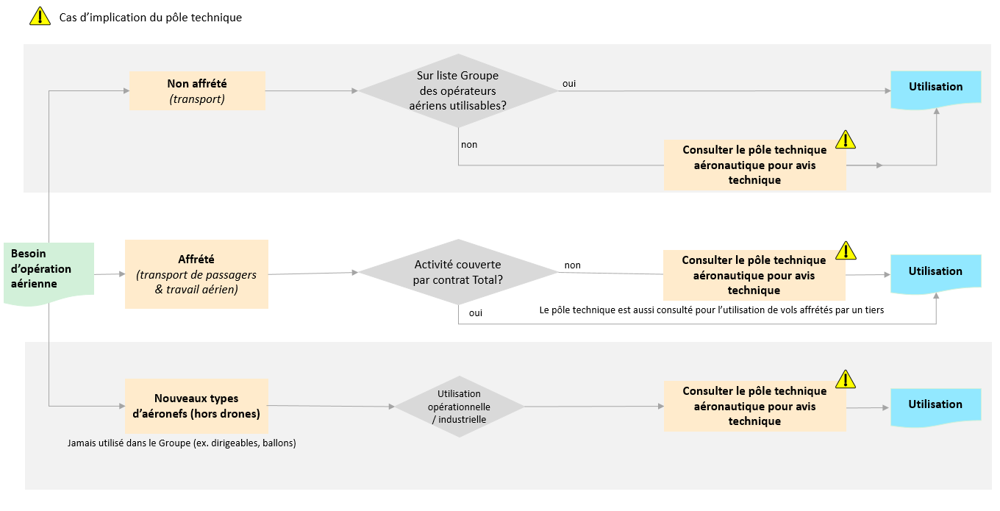 Cas d’implication du pôle technique
Non affrété
(transport)
Sur liste Groupe
des opérateurs
aériens utilisables?
oui
Utilisation
non
Consulter le pôle technique
aéronautique pour avis
technique
Besoin
d’opération
aérienne
Affrété
(transport de passagers
& travail aérien)
Activité couverte
par contrat Total?
non
Consulter le pôle technique
aéronautique pour avis
technique
Utilisation
oui
Le pôle technique est aussi consulté pour l’utilisation de vols affrétés par un tiers
Nouveaux types
d’aéronefs (hors drones)
Jamais utilisé dans le Groupe (ex. dirigeables, ballons)
Utilisation
opérationnelle
/ industrielle
Consulter le pôle technique
aéronautique pour avis
technique
Utilisation